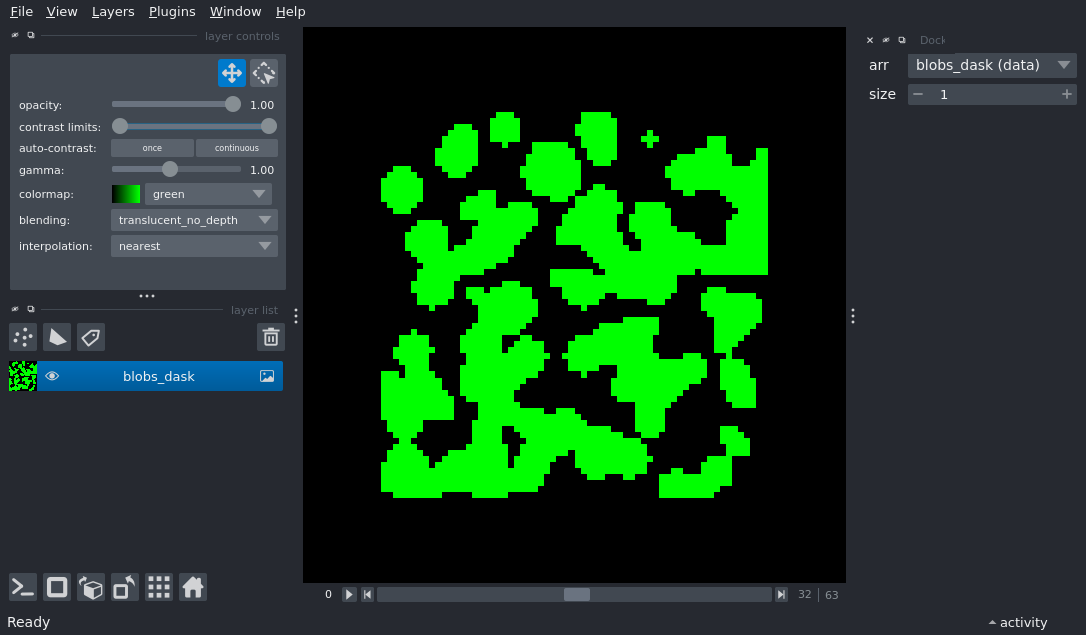 File View Layers Plugins Window Help
layer controls
opacity: 1.00
contrast limits:
auto-contrast: once continuous
gamma: 1.00
colormap: green
blending: translucent_no_depth
interpolation: nearest
layer list
blobs_dask
0 32 63
Ready
Dock
arr blobs_dask (data)
size 1
activity